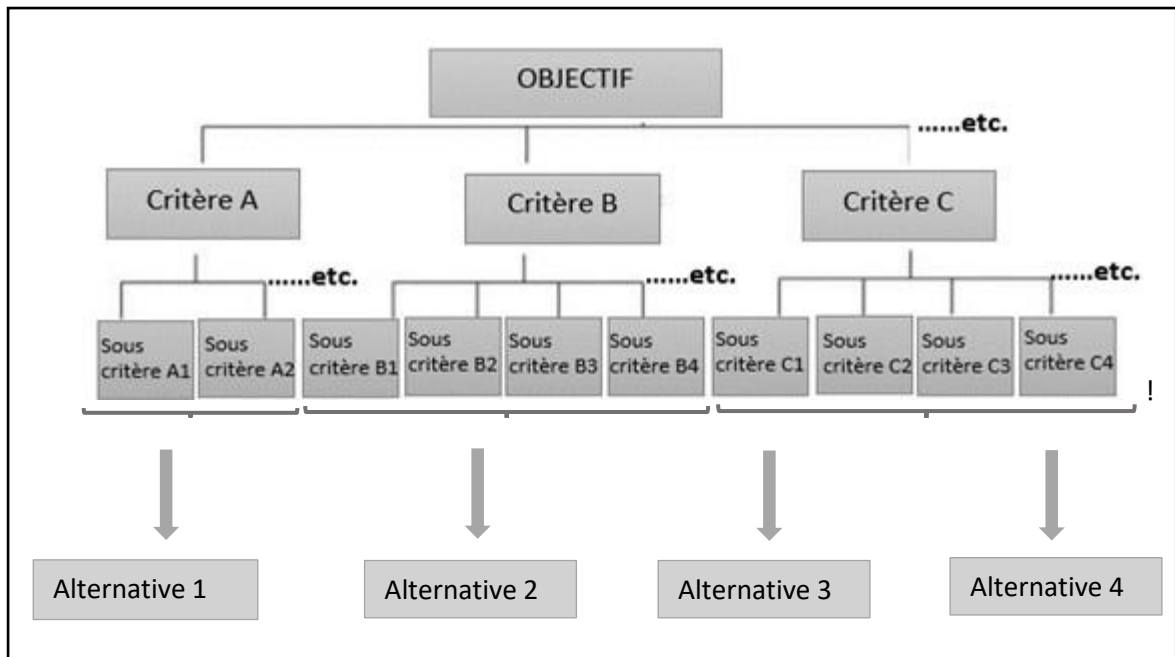 OBJECTIF
......etc.
Critère A
Critère B
Critère C
......etc.
......etc.
......etc.
Sous
critère A1
Sous
critère A2
Sous
critère B1
Sous
critère B2
Sous
critère B3
Sous
critère B4
Sous
critère C1
Sous
critère C2
Sous
critère C3
Sous
critère C4
!
Alternative 1
Alternative 2
Alternative 3
Alternative 4